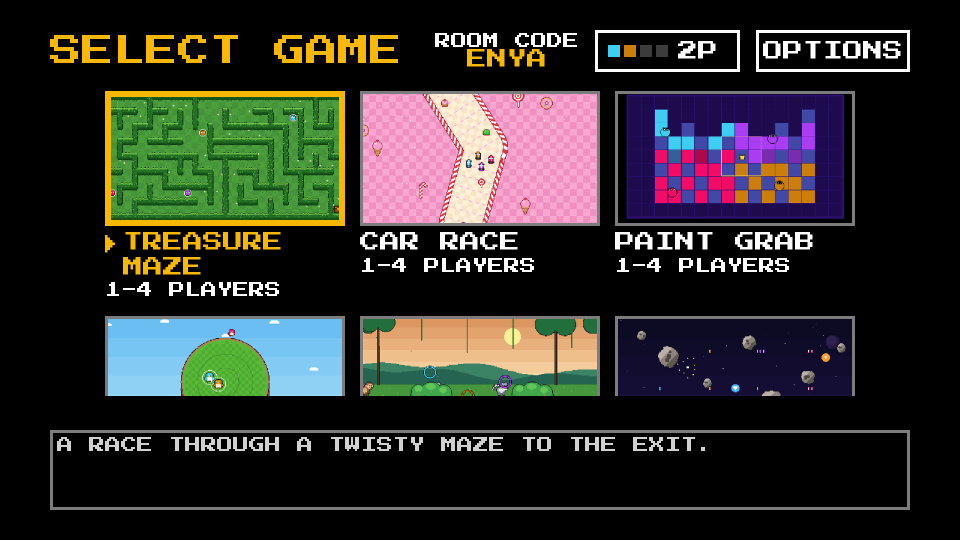 SELECT GAME
ROOM CODE
ENYA
2P
OPTIONS
TREASURE
MAZE
1-4 PLAYERS
CAR RACE
1-4 PLAYERS
PAINT GRAB
1-4 PLAYERS
A RACE THROUGH A TWISTY MAZE TO THE EXIT.